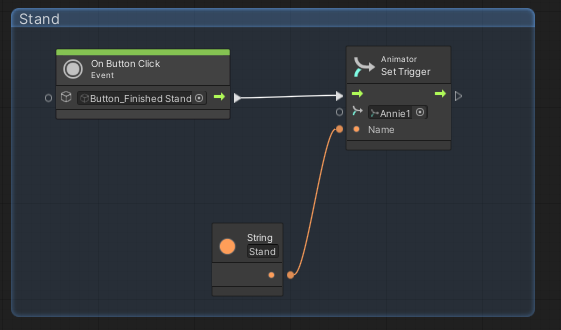 Stand
On Button Click
Event
Button_Finished Stand
Animator
Set Trigger
Annie1
Name
String
Stand